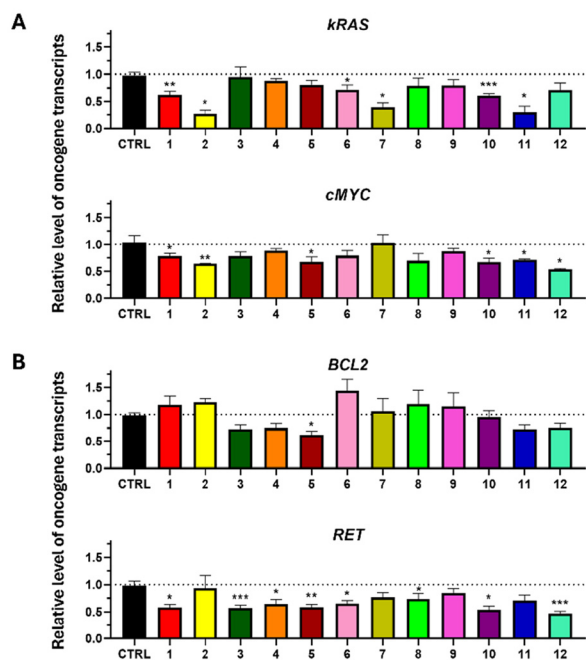 A
kRAS
Relative level of oncogene transcripts
1.5
** * * * *** *
1.0
0.5
0.0
CTRL 1 2 3 4 5 6 7 8 9 10 11 12
cMYC
1.5
* ** * * * *
1.0
0.5
0.0
CTRL 1 2 3 4 5 6 7 8 9 10 11 12
B
BCL2
Relative level of oncogene transcripts
1.5
1.0
*
0.5
0.0
CTRL 1 2 3 4 5 6 7 8 9 10 11 12
RET
1.5
1.0
* *** * ** * * * ***
0.5
0.0
CTRL 1 2 3 4 5 6 7 8 9 10 11 12